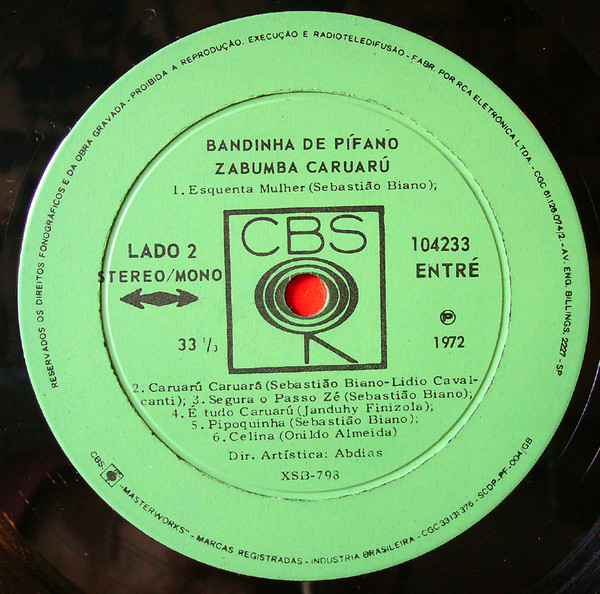 RESERVADOS OS DIREITOS FONOGRÁFICOS E DA OBRA GRAVADA - PROIBIDA A REPRODUÇÃO, EXECUÇÃO E RADIOTELEDIFUSÃO - FABR. POR RCA ELETRÔNICA LTDA. - CGC 61126.074/2 - AV. ENG. BILLINGS, 2227 - SP
BANDINHA DE PÍFANO
ZABUMBA CARUARÚ
1. Esquenta Mulher (Sebastião Biano);
CBS
LADO 2
STEREO/MONO
33 1/3
104233
ENTRÉ
℗
1972
2. Caruarú Caruará (Sebastião Biano-Lidio Caval-
canti); 3. Segura o Passo Zé (Sebastião Biano);
4. É tudo Caruarú (Janduhy Finizola);
5. Pipoquinha (Sebastião Biano);
6. Celina (Onildo Almeida)
Dir. Artística: Abdias
XSB-793
CBS, "MASTERWORKS" - MARCAS REGISTRADAS - INDUSTRIA BRASILEIRA - CGC 33.131.376 - SCDP-PF-004/GB